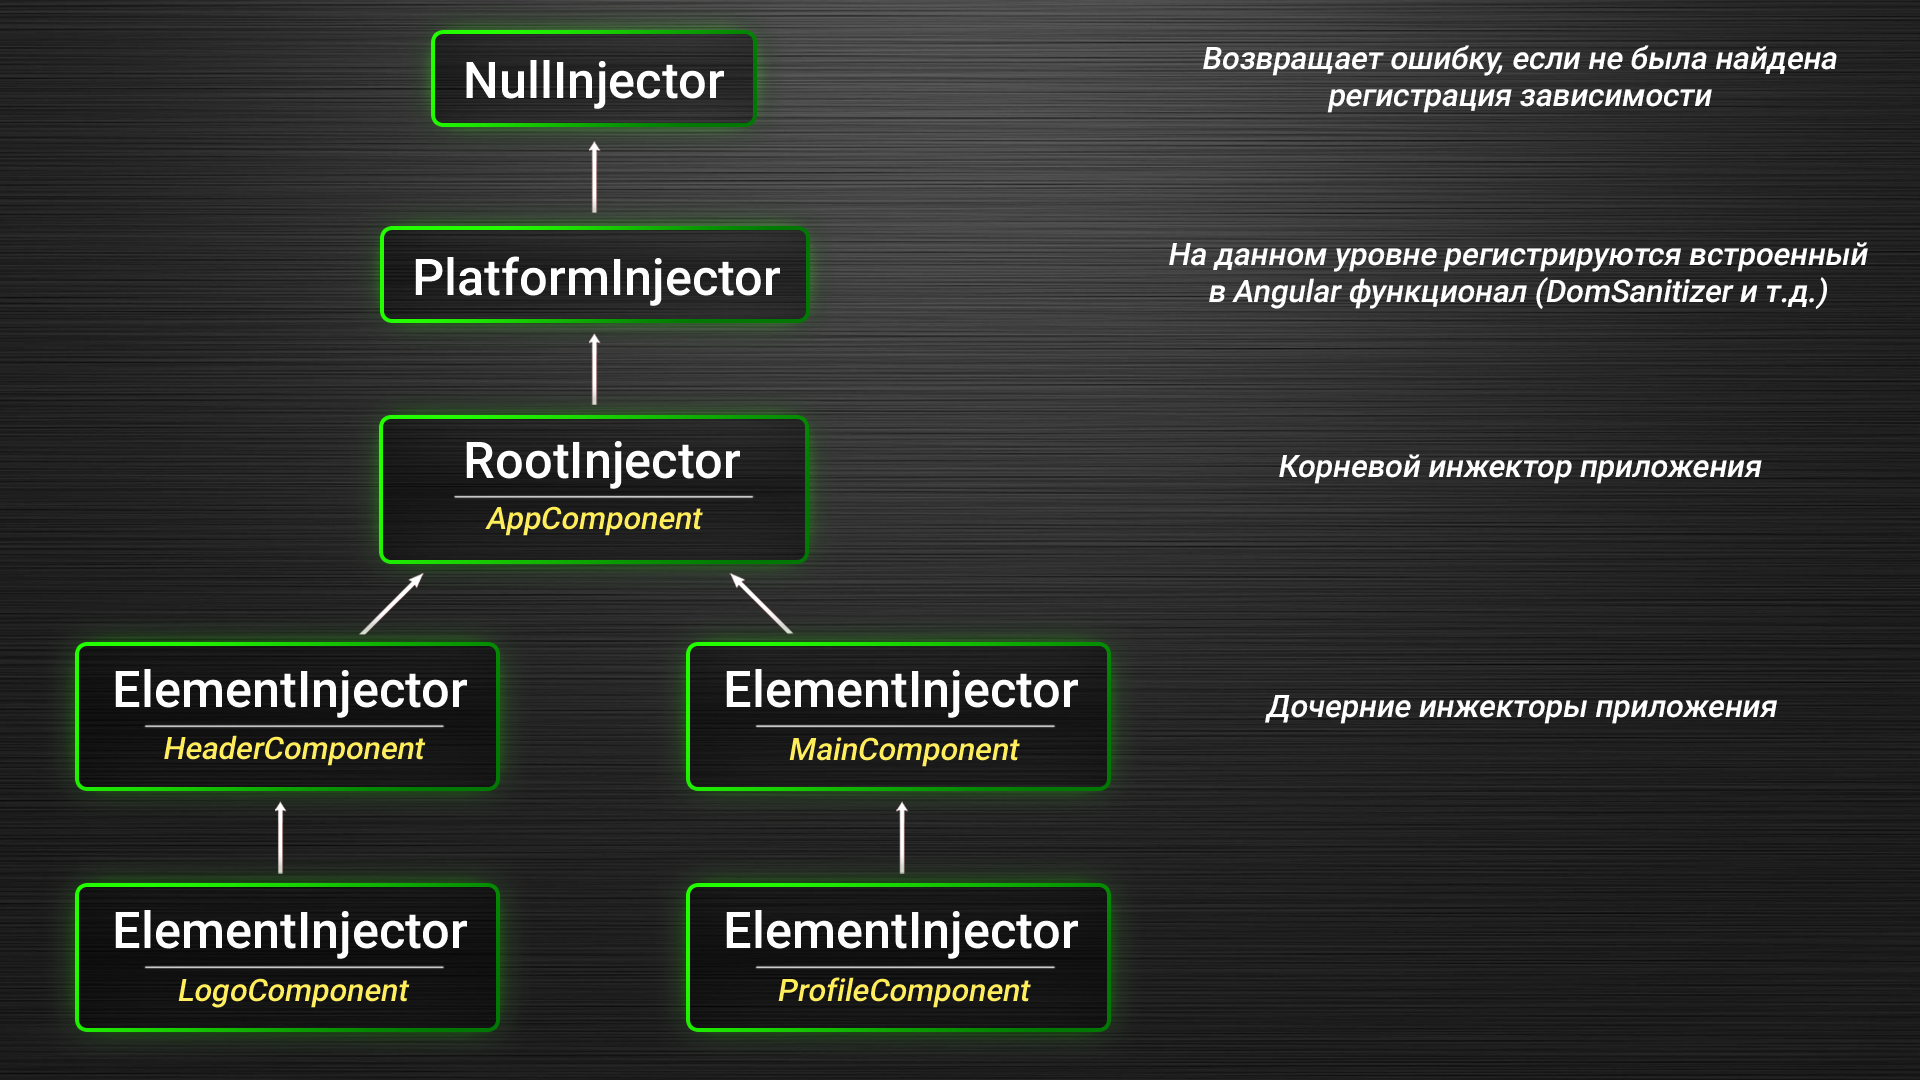 NullInjector
Возвращает ошибку, если не была найдена
регистрация зависимости
PlatformInjector
На данном уровне регистрируются встроенный
в Angular функционал (DomSanitizer и т.д.)
RootInjector
AppComponent
Корневой инжектор приложения
ElementInjector
HeaderComponent
ElementInjector
MainComponent
Дочерние инжекторы приложения
ElementInjector
LogoComponent
ElementInjector
ProfileComponent